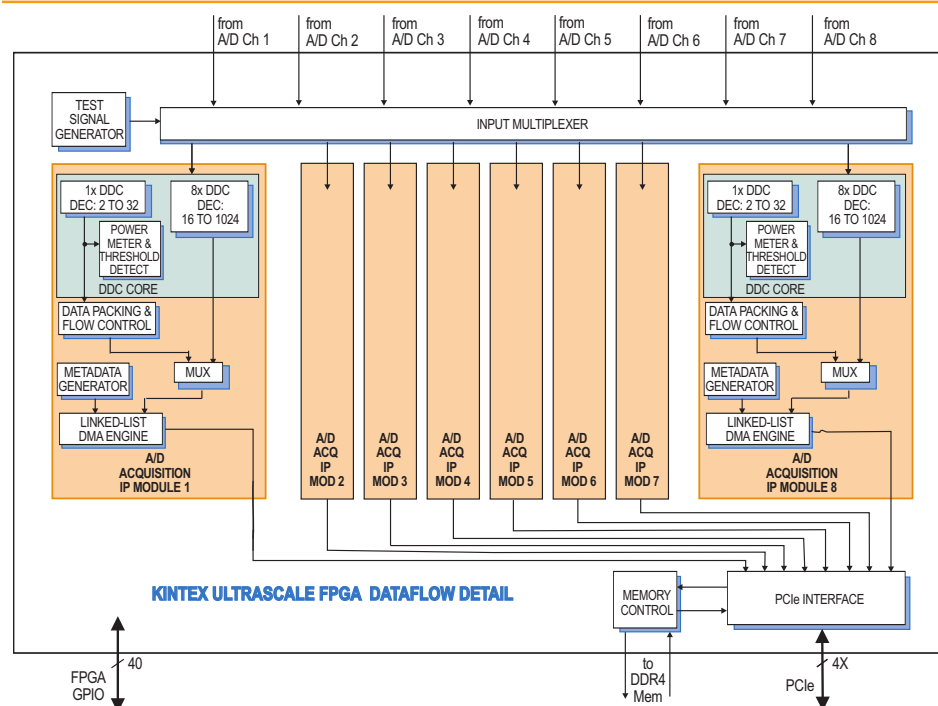 from
A/D Ch 1
from
A/D Ch 2
from
A/D Ch 3
from
A/D Ch 4
from
A/D Ch 5
from
A/D Ch 6
from
A/D Ch 7
from
A/D Ch 8
TEST
SIGNAL
GENERATOR
INPUT MULTIPLEXER
1x DDC
DEC: 2 TO 32
8x DDC
DEC:
16 TO 1024
POWER
METER &
THRESHOLD
DETECT
DDC CORE
DATA PACKING &
FLOW CONTROL
MUX
METADATA
GENERATOR
LINKED-LIST
DMA ENGINE
A/D
ACQUISITION
IP MODULE 1
A/D
ACQ
IP
MOD 2
A/D
ACQ
IP
MOD 3
A/D
ACQ
IP
MOD 4
A/D
ACQ
IP
MOD 5
A/D
ACQ
IP
MOD 6
A/D
ACQ
IP
MOD 7
1x DDC
DEC: 2 TO 32
8x DDC
DEC:
16 TO 1024
POWER
METER &
THRESHOLD
DETECT
DDC CORE
DATA PACKING &
FLOW CONTROL
MUX
METADATA
GENERATOR
LINKED-LIST
DMA ENGINE
A/D
ACQUISITION
IP MODULE 8
KINTEX ULTRASCALE FPGA DATAFLOW DETAIL
MEMORY
CONTROL
PCIe INTERFACE
40
FPGA
GPIO
to
DDR4
Mem
4X
PCIe